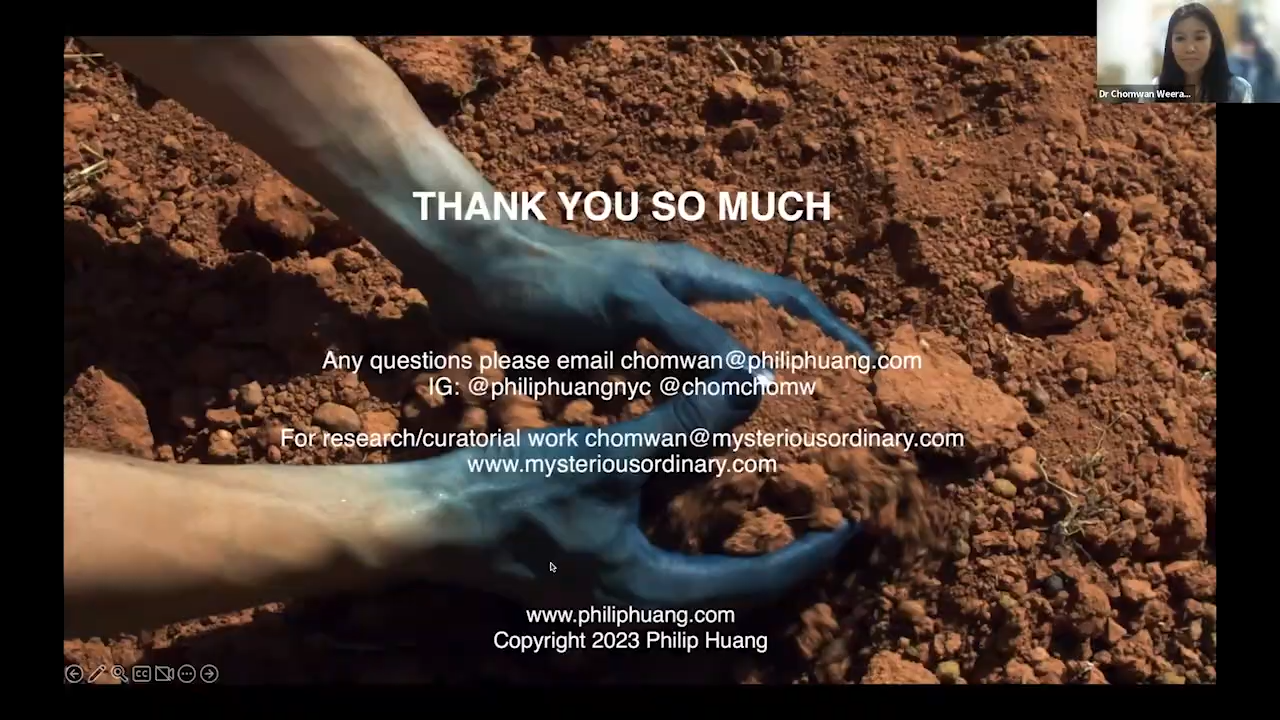 Dr Chomwan Weera...
THANK YOU SO MUCH
Any questions please email chomwan@philiphuang.com
IG: @philiphuangnyc @chomchomw
For research/curatorial work chomwan@mysteriousordinary.com
www.mysteriousordinary.com
www.philiphuang.com
Copyright 2023 Philip Huang
CC